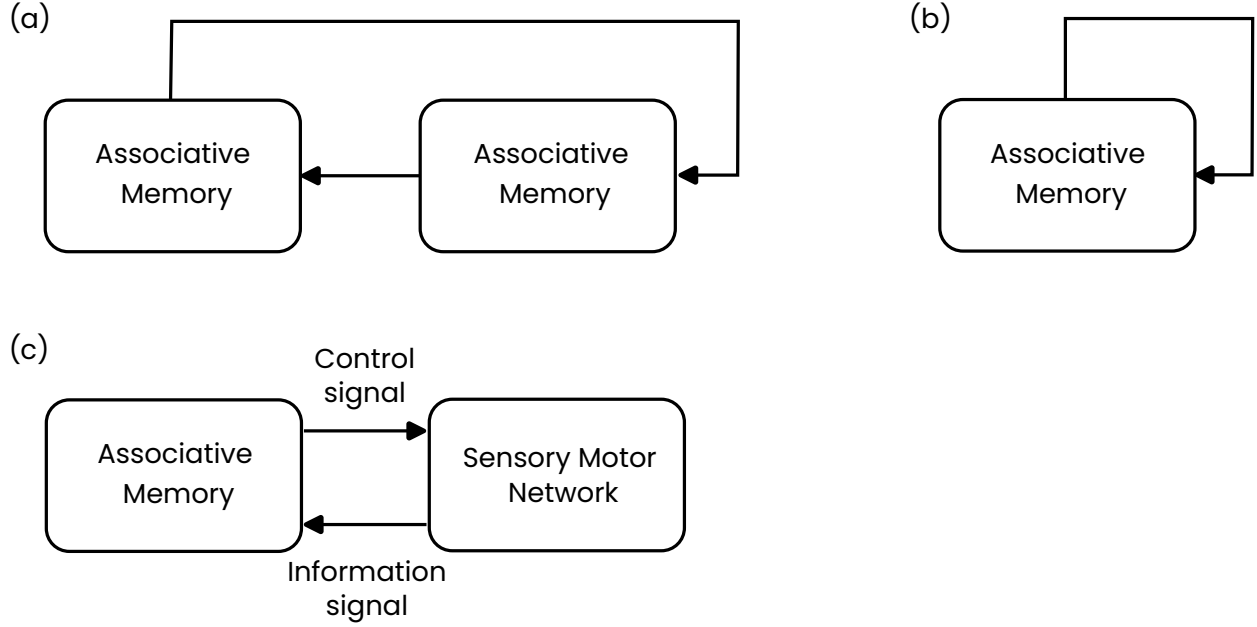 (a)
(b)
Associative
Memory
Associative
Memory
Associative
Memory
(c)
Control
signal
Associative
Memory
Sensory Motor
Network
Information
signal